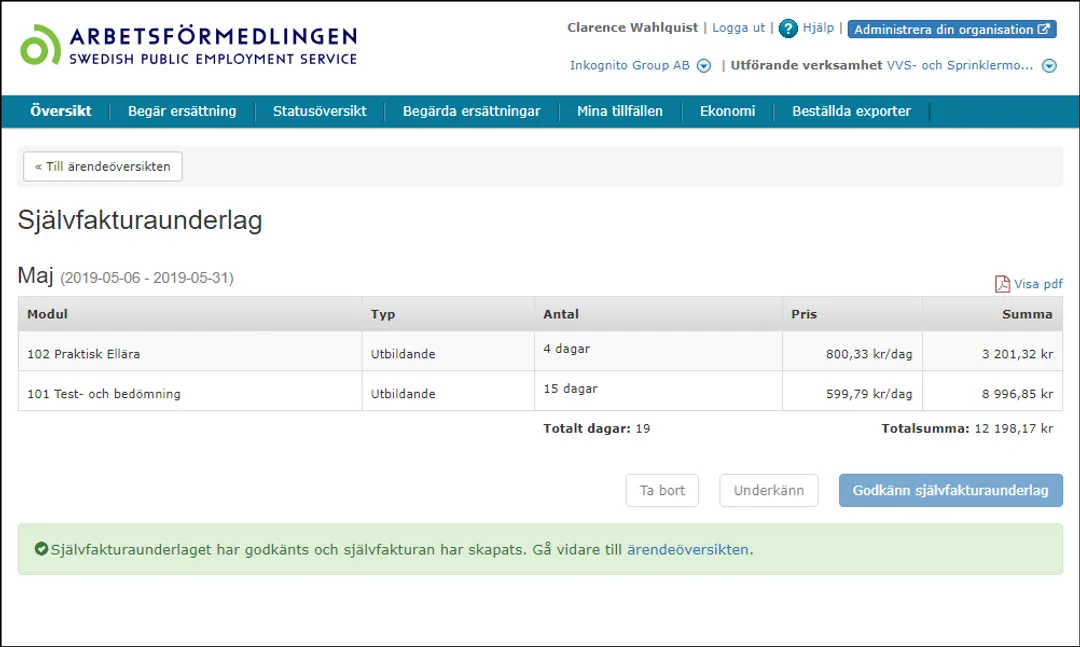 ARBETSFÖRMEDLINGEN
SWEDISH PUBLIC EMPLOYMENT SERVICE
Clarence Wahlquist | Logga ut | ? Hjälp | Administrera din organisation
Inkognito Group AB | Utförande verksamhet VVS- och Sprinklermo...
Översikt Begär ersättning Statusöversikt Begärda ersättningar Mina tillfällen Ekonomi Beställda exporter
« Till ärendeöversikten
Självfakturaunderlag
Maj (2019-05-06 - 2019-05-31)
Visa pdf
Modul Typ Antal Pris Summa
102 Praktisk Ellära Utbildande 4 dagar 800,33 kr/dag 3 201,32 kr
101 Test- och bedömning Utbildande 15 dagar 599,79 kr/dag 8 996,85 kr
Totalt dagar: 19 Totalsumma: 12 198,17 kr
Ta bort Underkänn Godkänn självfakturaunderlag
Självfakturaunderlaget har godkänts och självfakturan har skapats. Gå vidare till ärendeöversikten.